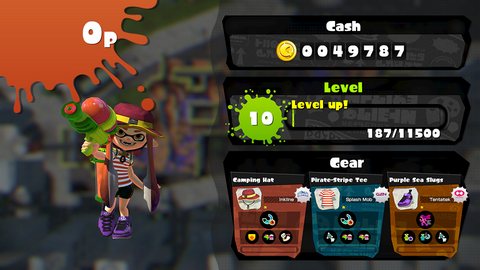 0p
Cash
0049787
Level
Level up!
10
187/11500
Gear
Camping Hat
Pirate-Stripe Tee
Purple Sea Slugs
Inkline
Splash Mob
Tentatek